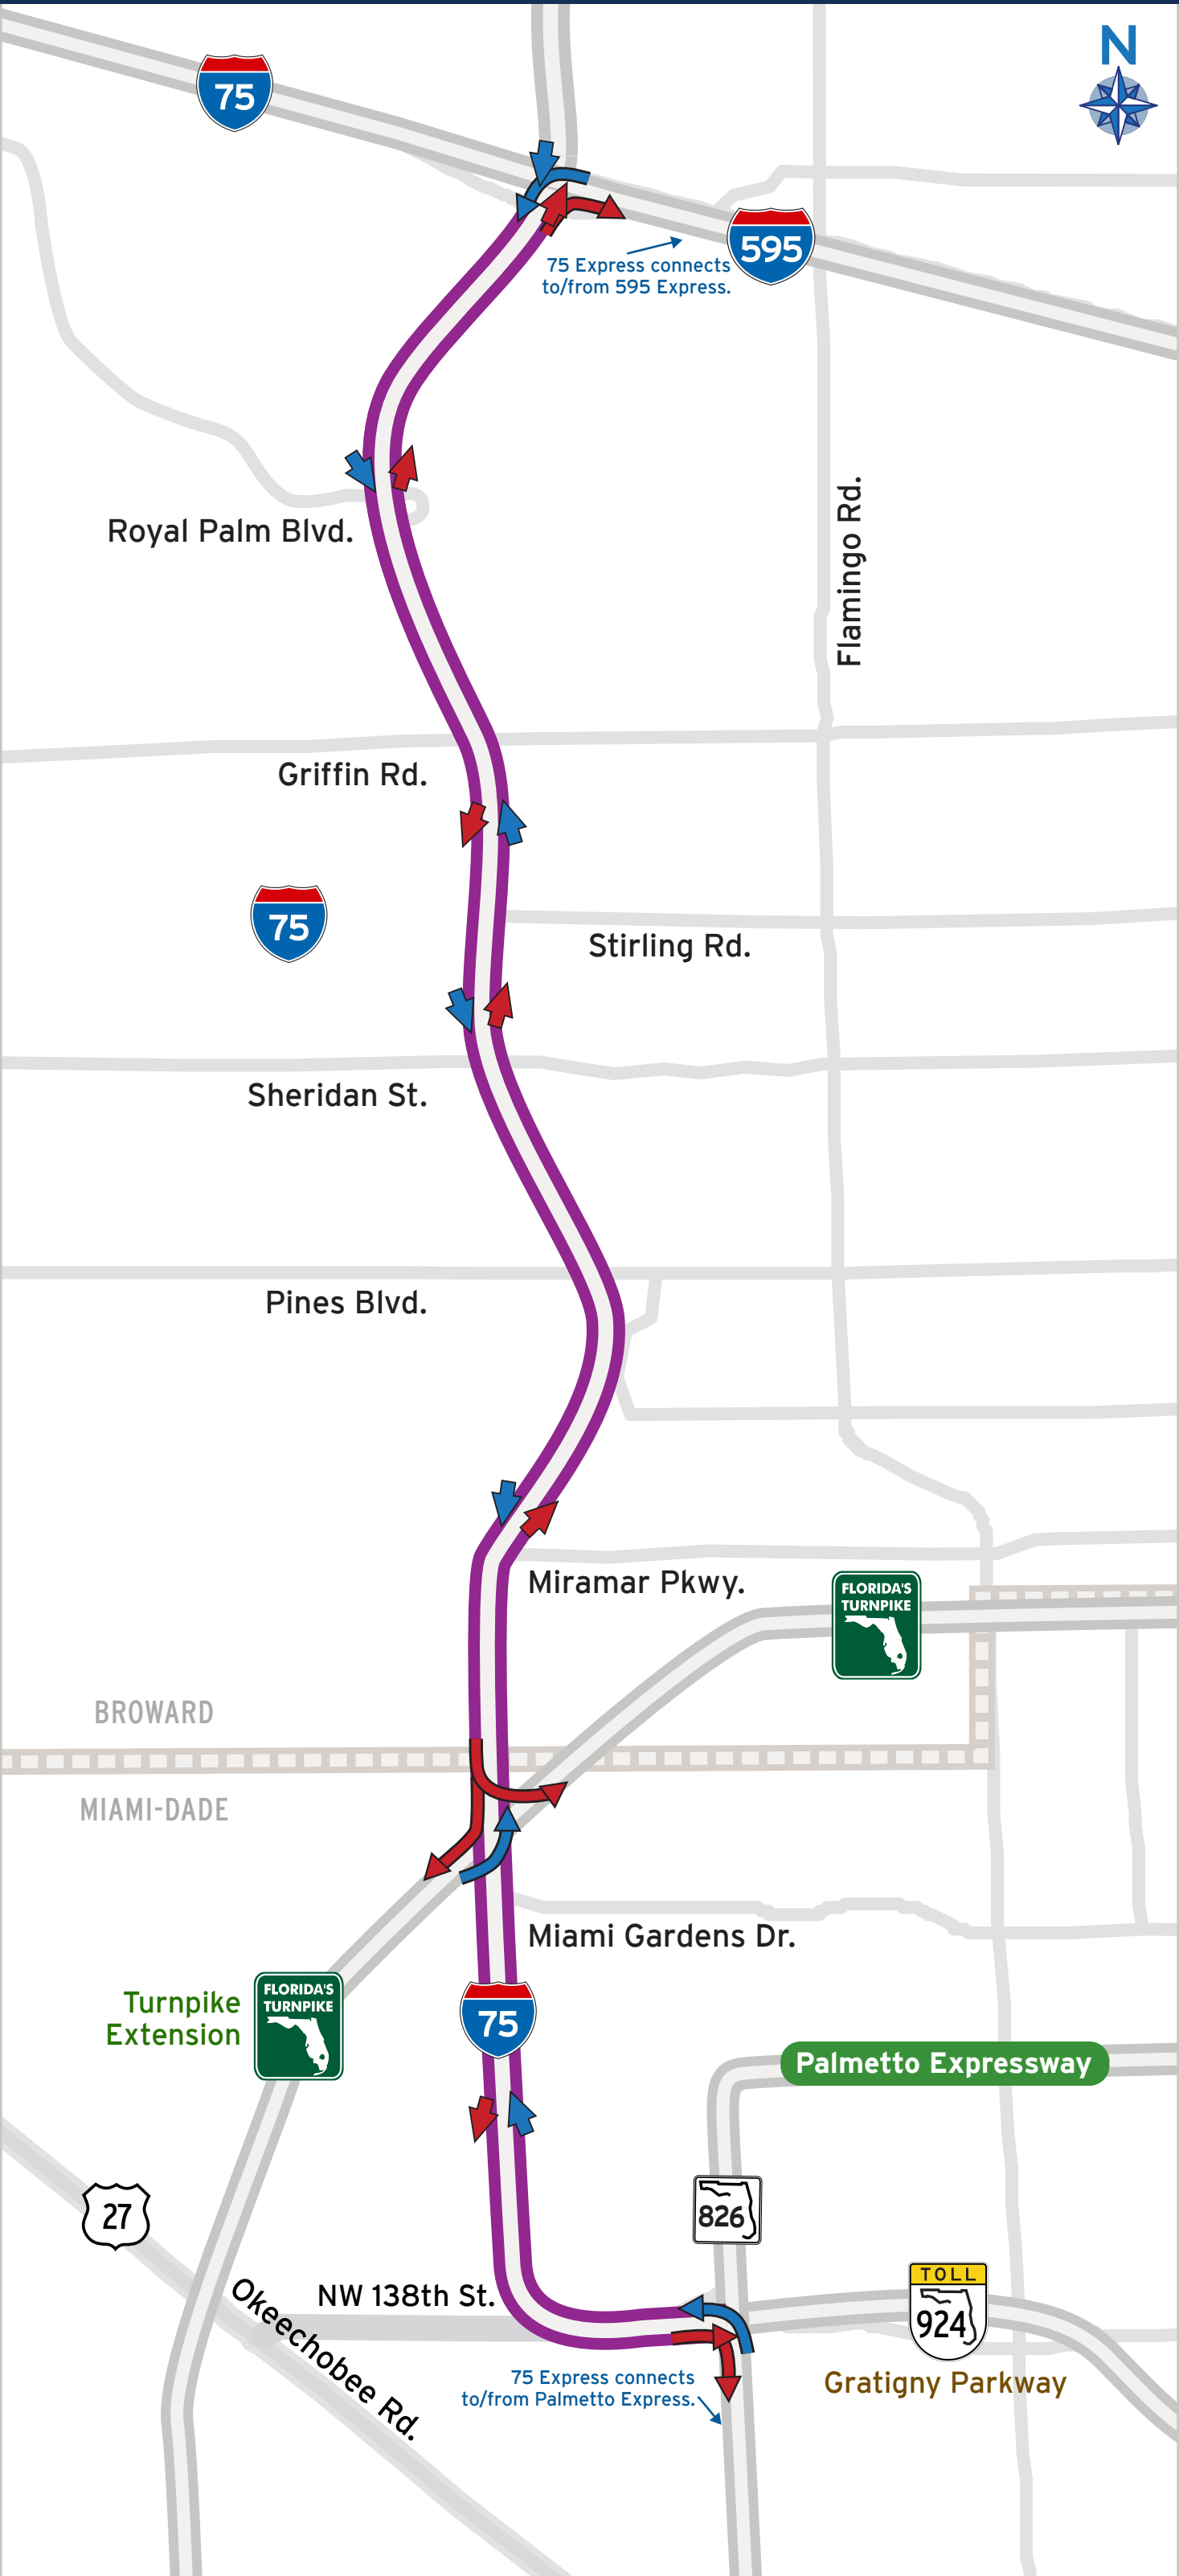 N
75
595
75 Express connects
to/from 595 Express.
Royal Palm Blvd.
Flamingo Rd.
Griffin Rd.
75
Stirling Rd.
Sheridan St.
Pines Blvd.
Miramar Pkwy.
FLORIDA'S
TURNPIKE
BROWARD
MIAMI-DADE
Miami Gardens Dr.
Turnpike
Extension
FLORIDA'S
TURNPIKE
75
Palmetto Expressway
27
826
Okeechobee Rd.
NW 138th St.
TOLL
924
75 Express connects
to/from Palmetto Express.
Gratigny Parkway